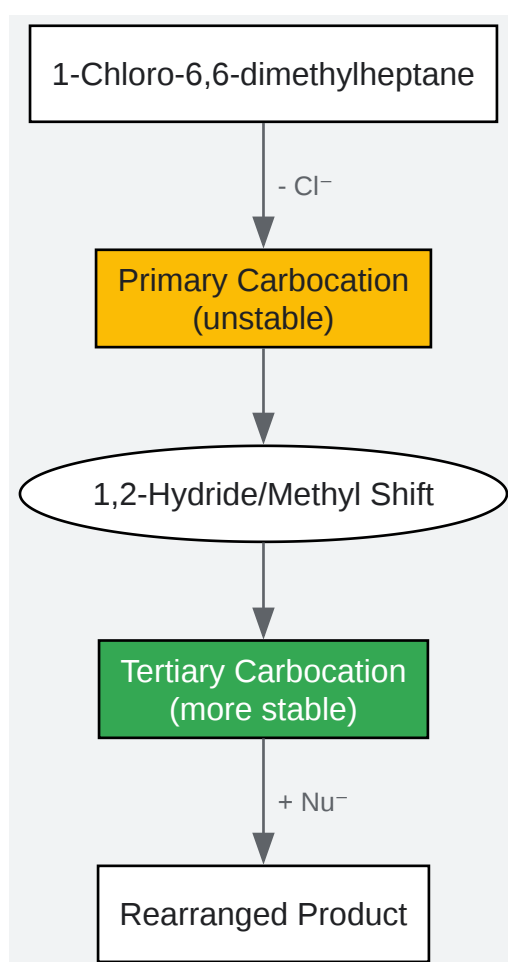 1-Chloro-6,6-dimethylheptane
- Cl⁻
Primary Carbocation
(unstable)
1,2-Hydride/Methyl Shift
Tertiary Carbocation
(more stable)
+ Nu⁻
Rearranged Product